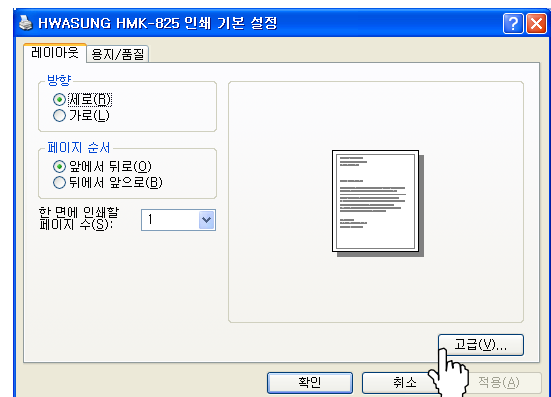 HWASUNG HMK-825 인쇄 기본 설정
레이아웃 용지/품질
방향
세로(R)
가로(L)
페이지 순서
앞에서 뒤로(O)
뒤에서 앞으로(B)
한 면에 인쇄할
페이지 수(S): 1
고급(V)...
확인 취소 적용(A)